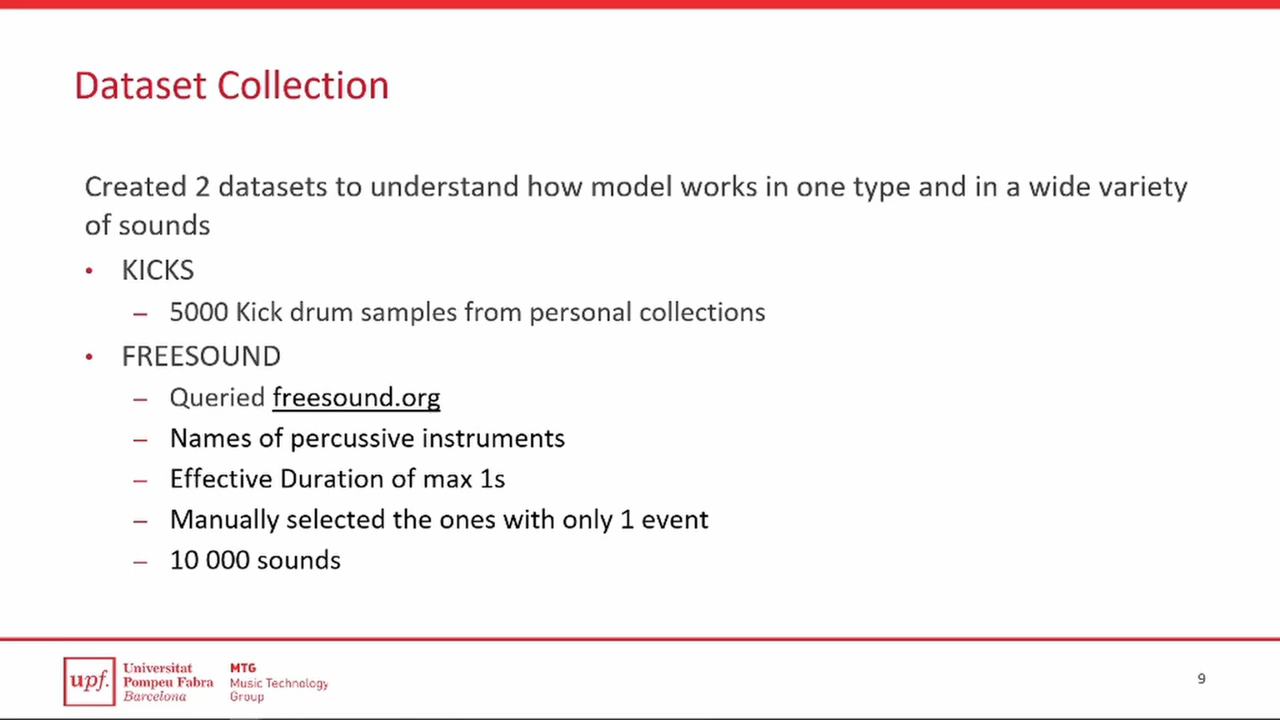 Dataset Collection
Created 2 datasets to understand how model works in one type and in a wide variety
of sounds
• KICKS
– 5000 Kick drum samples from personal collections
• FREESOUND
– Queried freesound.org
– Names of percussive instruments
– Effective Duration of max 1s
– Manually selected the ones with only 1 event
– 10 000 sounds
upf.
Universitat
Pompeu Fabra
Barcelona
MTG
Music Technology
Group
9